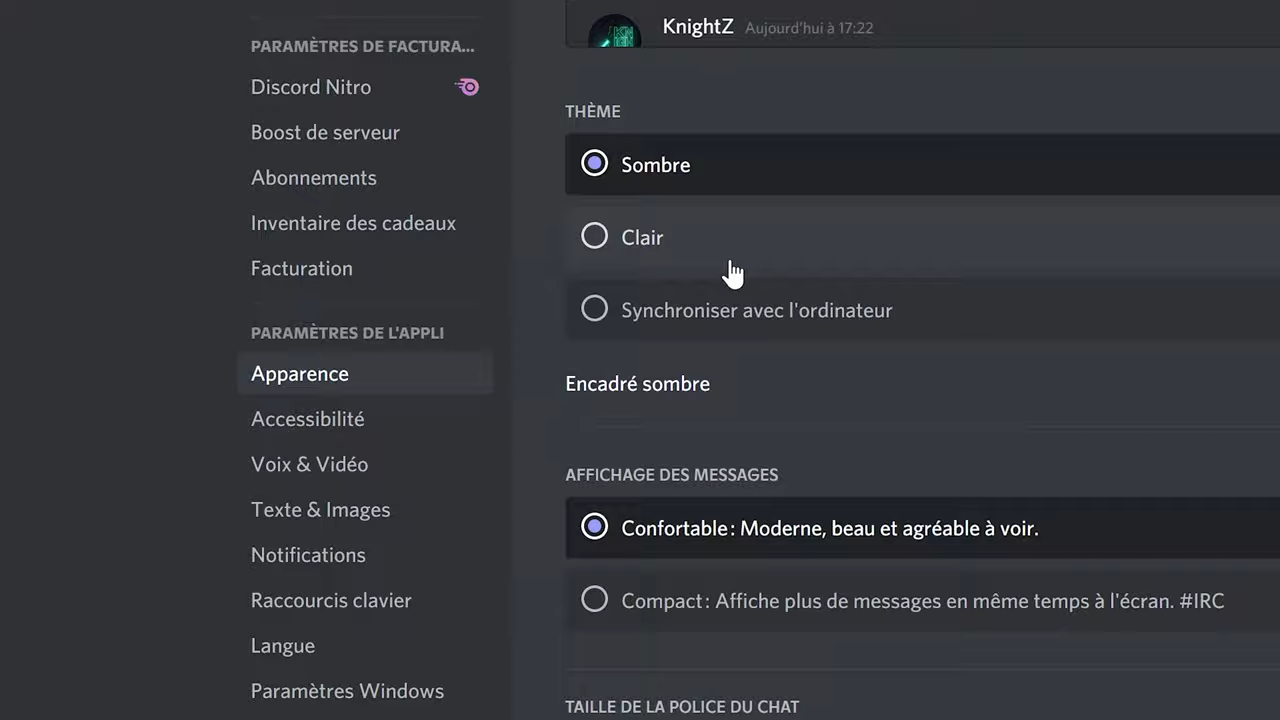 PARAMÈTRES DE FACTURA...
Discord Nitro
Boost de serveur
Abonnements
Inventaire des cadeaux
Facturation
PARAMÈTRES DE L'APPLI
Apparence
Accessibilité
Voix & Vidéo
Texte & Images
Notifications
Raccourcis clavier
Langue
Paramètres Windows
KnightZ Aujourd'hui à 17:22
THÈME
Sombre
Clair
Synchroniser avec l'ordinateur
Encadré sombre
AFFICHAGE DES MESSAGES
Confortable : Moderne, beau et agréable à voir.
Compact : Affiche plus de messages en même temps à l'écran. #IRC
TAILLE DE LA POLICE DU CHAT